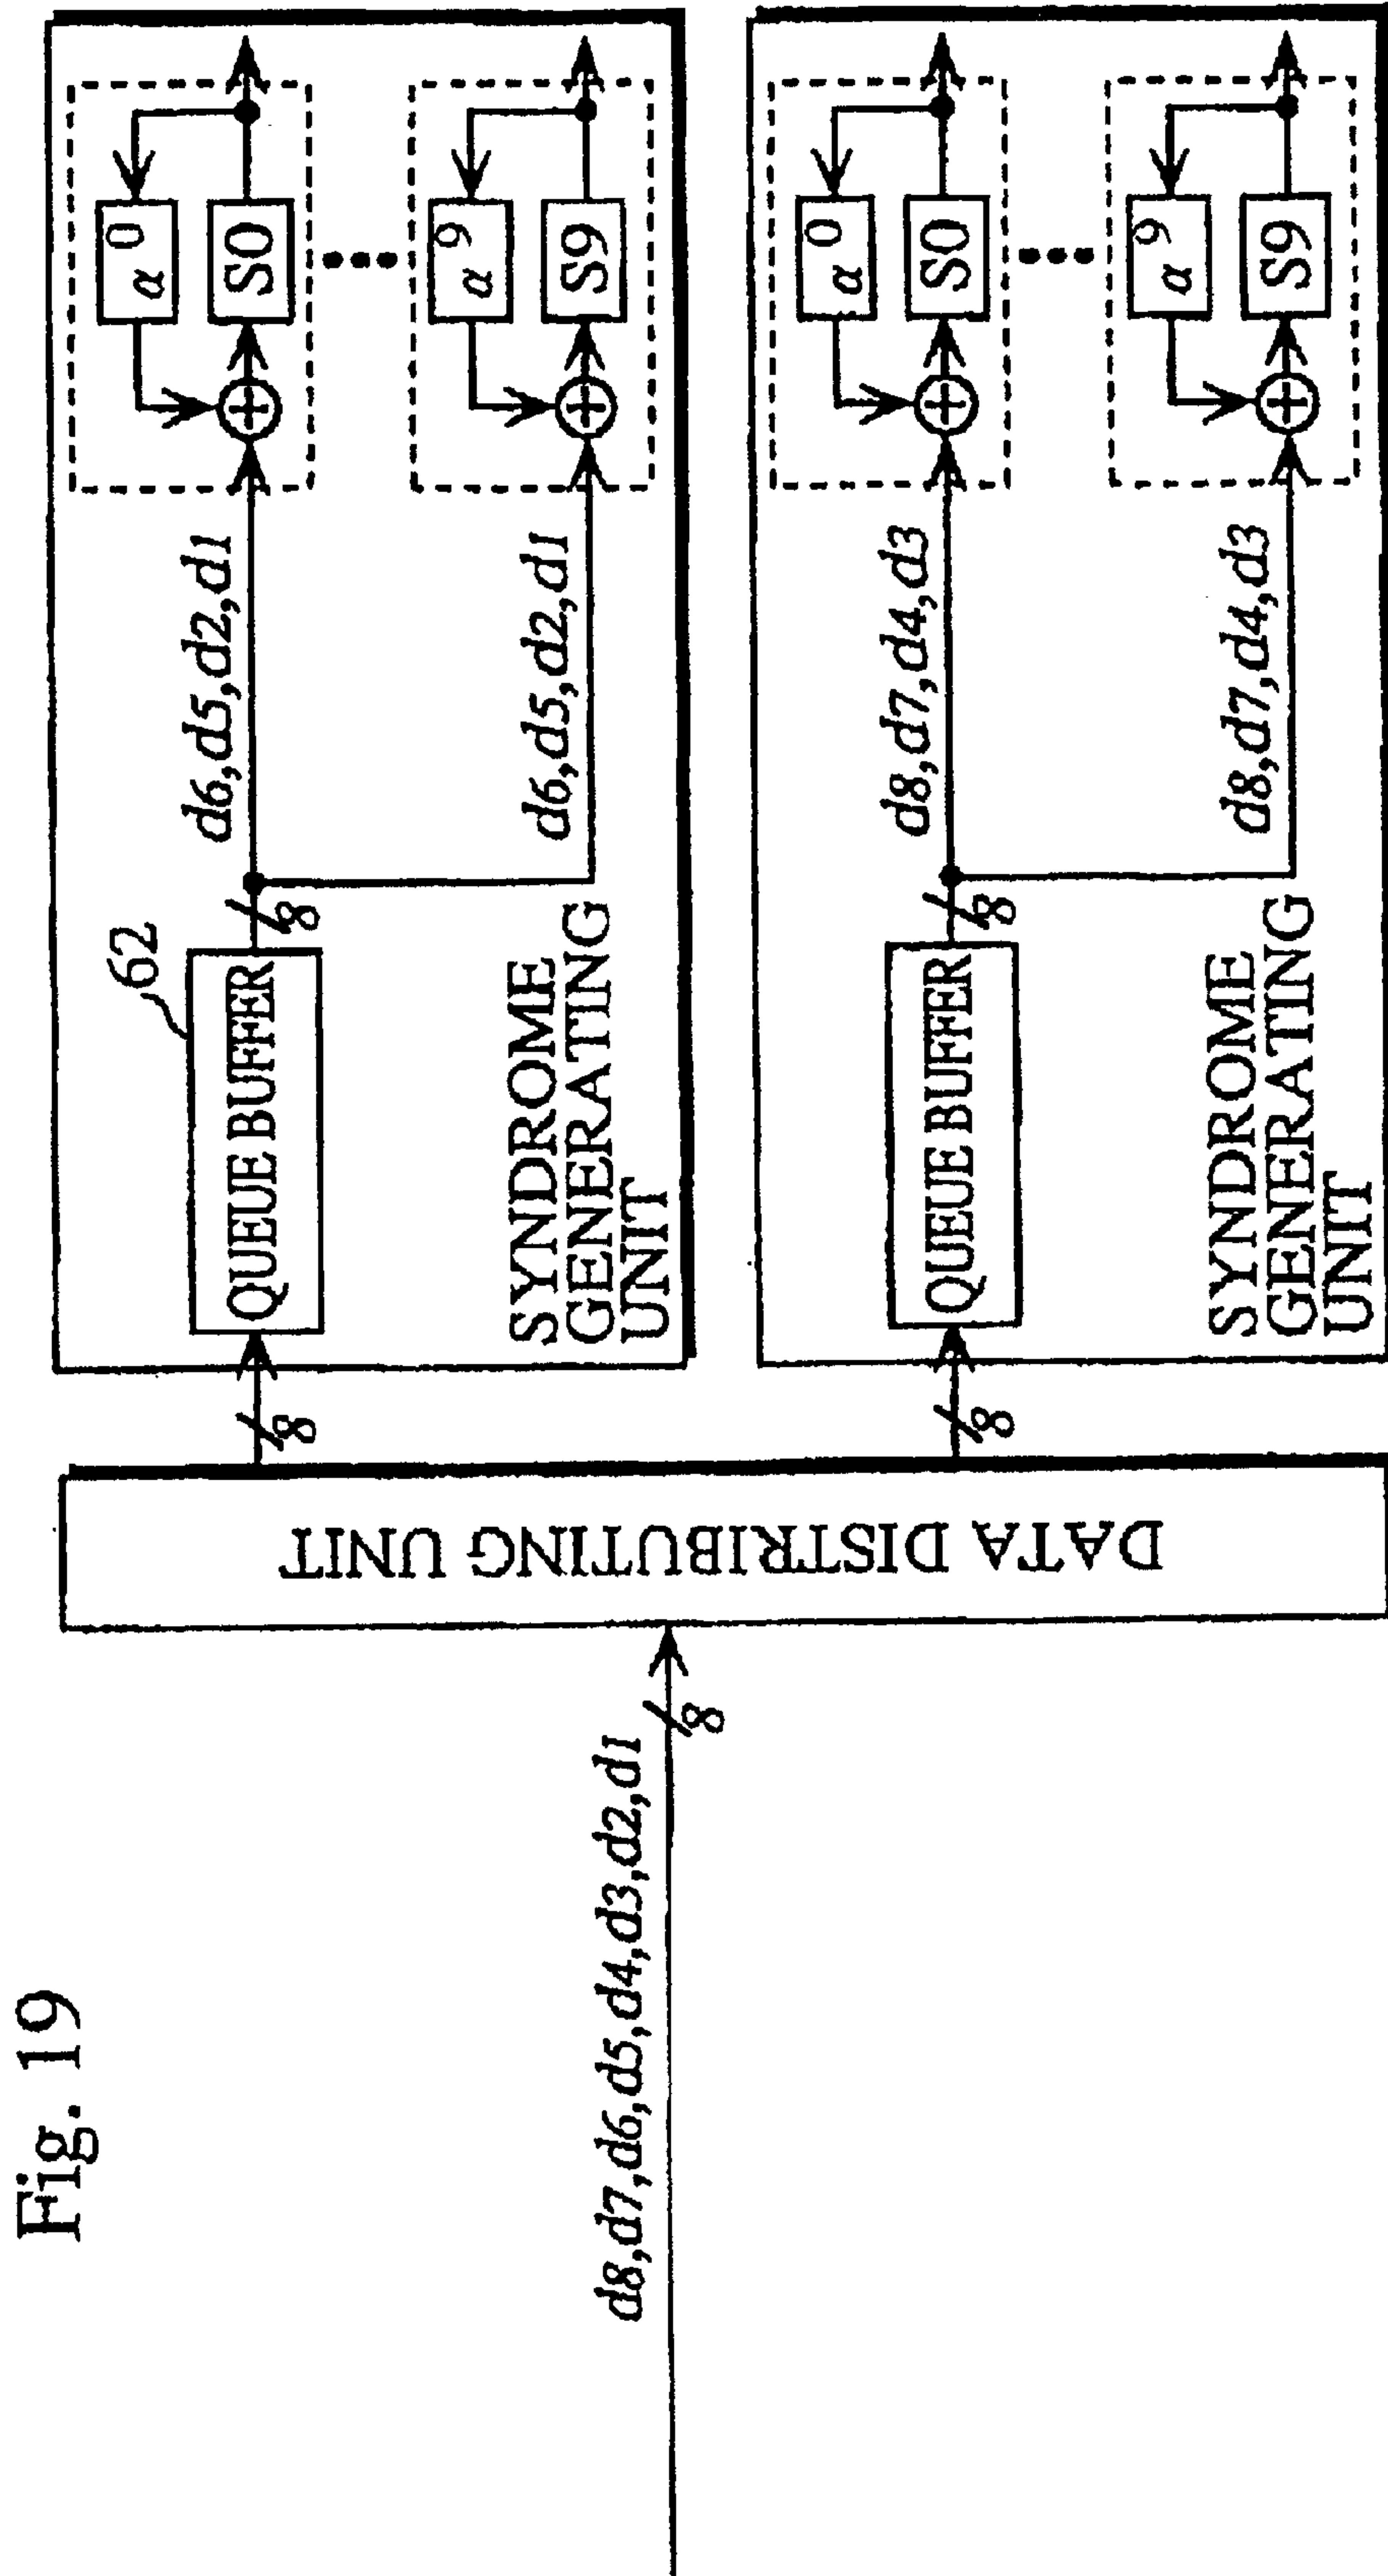 Fig. 19
d8,d7,d6,d5,d4,d3,d2,d1
8
DATA DISTRIBUTING UNIT
8
QUEUE BUFFER
62
8
d6,d5,d2,d1
α0
S0
d6,d5,d2,d1
α9
S9
SYNDROME
GENERATING
UNIT
8
QUEUE BUFFER
8
d8,d7,d4,d3
α0
S0
d8,d7,d4,d3
α9
S9
SYNDROME
GENERATING
UNIT